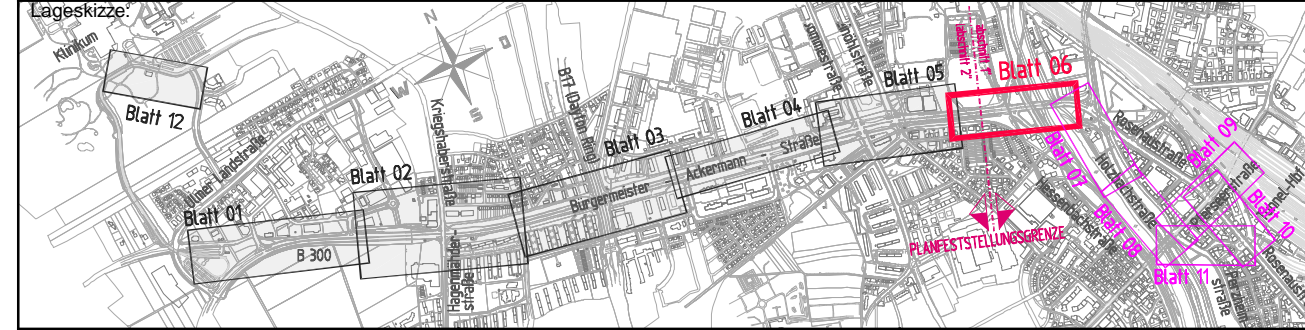 Lageskizze:
Klinikum
Blatt 12
Ulmer Landstraße
Blatt 01
B 300
Blatt 02
Kriegshaberstraße
Hagenmähder-
straße
N
O
S
W
B17 (Dayton Ring)
Blatt 03
Bürgermeister
Ackermann
Straße
Blatt 04
Blatt 05
Blatt 06
abschnitt 1
abschnitt 2
PLANFESTSTELLUNGSGRENZE
Blatt 07
Blatt 08
Blatt 09
Blatt 10
Blatt 11
Rosenaustraße
Holzbachstraße
Hessenbachstraße
straße